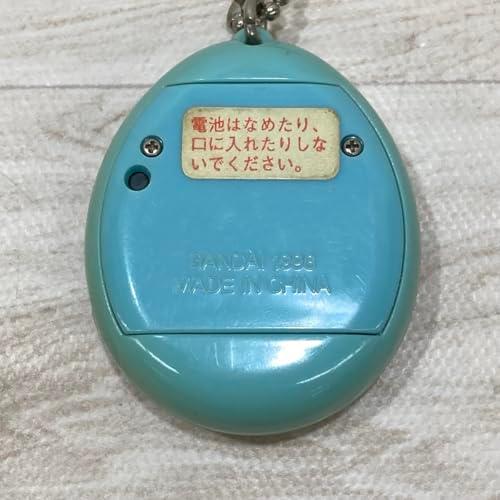 電池はなめたり、
口に入れたりしな
いでください。
BANDAI 1998
MADE IN CHINA